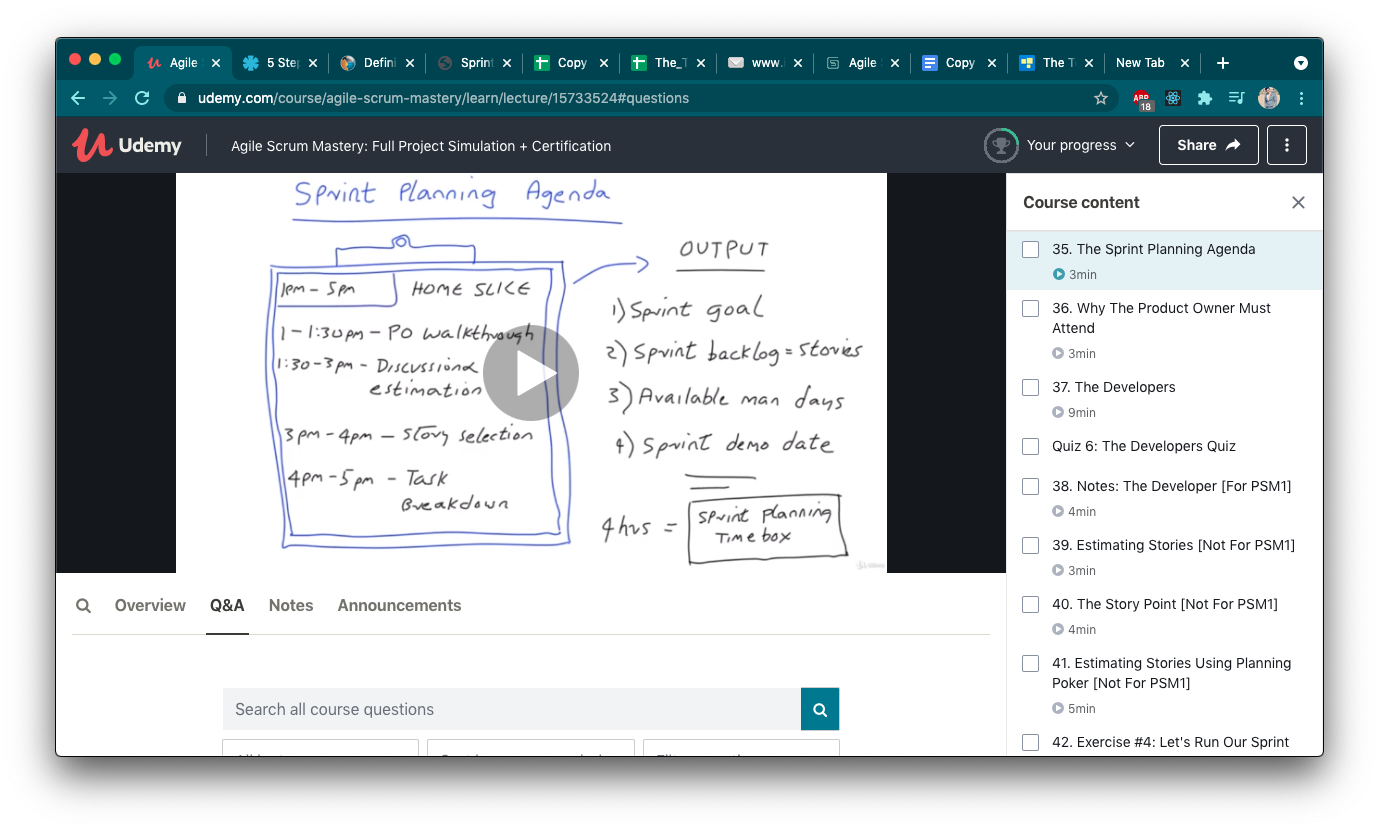 Agile
5 Step
Defini
Sprint
Copy
The_T
www.
Agile
Copy
The T
New Tab
udemy.com/course/agile-scrum-mastery/learn/lecture/15733524#questions
ABP
18
Udemy
Agile Scrum Mastery: Full Project Simulation + Certification
Your progress
Share
Sprint Planning Agenda
1pm - 5pm HOME SLICE
1 - 1:30pm - PO walkthrough
1:30 - 3pm - Discussion &
estimation
3pm - 4pm - Story selection
4pm - 5pm - Task
Breakdown
OUTPUT
1) Sprint goal
2) Sprint backlog = stories
3) Available man days
4) Sprint demo date
4 hrs = Sprint planning
Time box
Udemy
Overview
Q&A
Notes
Announcements
Search all course questions
Course content
35. The Sprint Planning Agenda
3min
36. Why The Product Owner Must
Attend
3min
37. The Developers
9min
Quiz 6: The Developers Quiz
38. Notes: The Developer [For PSM1]
4min
39. Estimating Stories [Not For PSM1]
3min
40. The Story Point [Not For PSM1]
4min
41. Estimating Stories Using Planning
Poker [Not For PSM1]
5min
42. Exercise #4: Let's Run Our Sprint